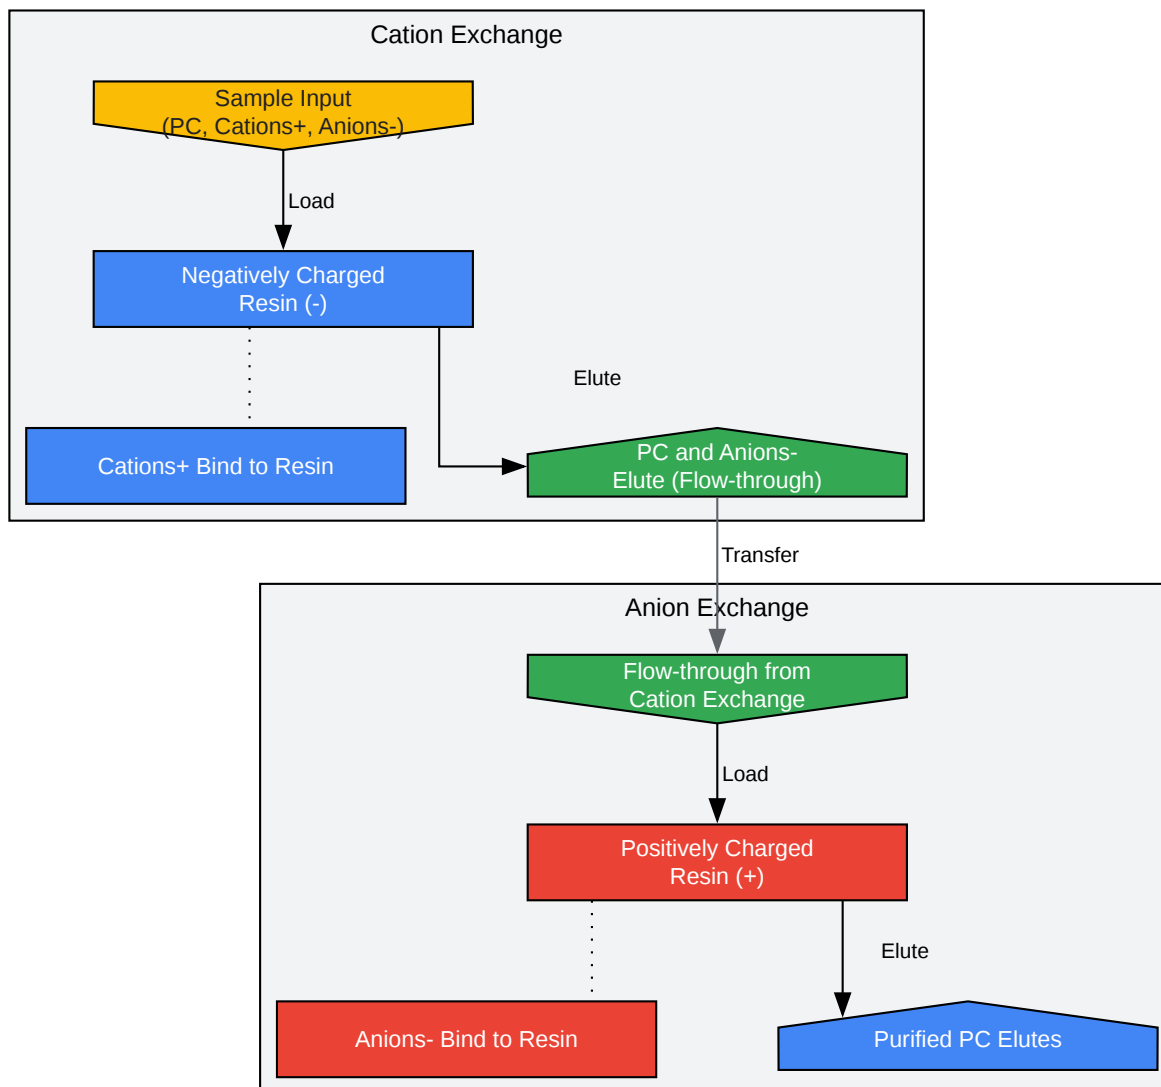 Cation Exchange
Sample Input
(PC, Cations+, Anions-)
Load
Negatively Charged
Resin (-)
Elute
Cations+ Bind to Resin
PC and Anions-
Elute (Flow-through)
Transfer
Anion Exchange
Flow-through from
Cation Exchange
Load
Positively Charged
Resin (+)
Elute
Anions- Bind to Resin
Purified PC Elutes